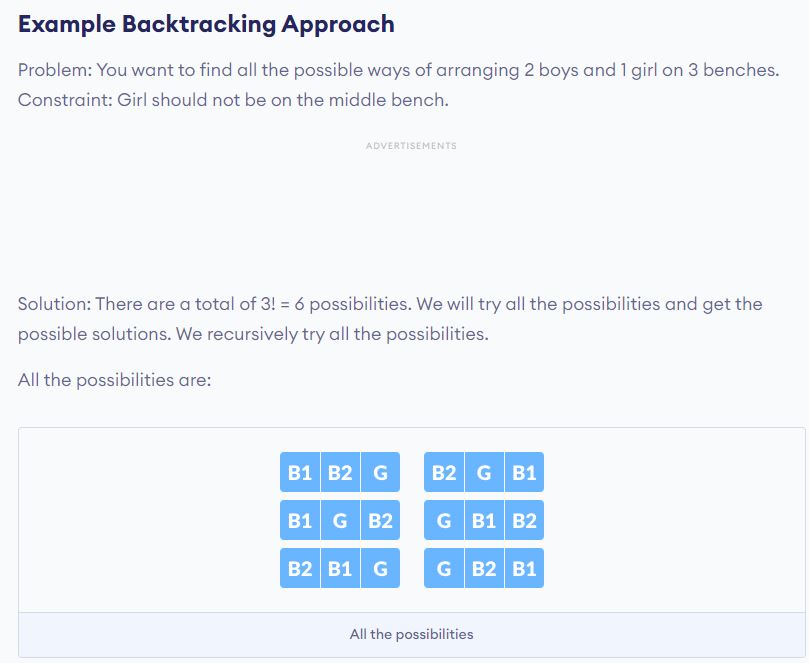 Example Backtracking Approach
Problem: You want to find all the possible ways of arranging 2 boys and 1 girl on 3 benches.
Constraint: Girl should not be on the middle bench.
ADVERTISEMENTS
Solution: There are a total of 3! = 6 possibilities. We will try all the possibilities and get the
possible solutions. We recursively try all the possibilities.
All the possibilities are:
B1 B2 G B2 G B1
B1 G B2 G B1 B2
B2 B1 G G B2 B1
All the possibilities